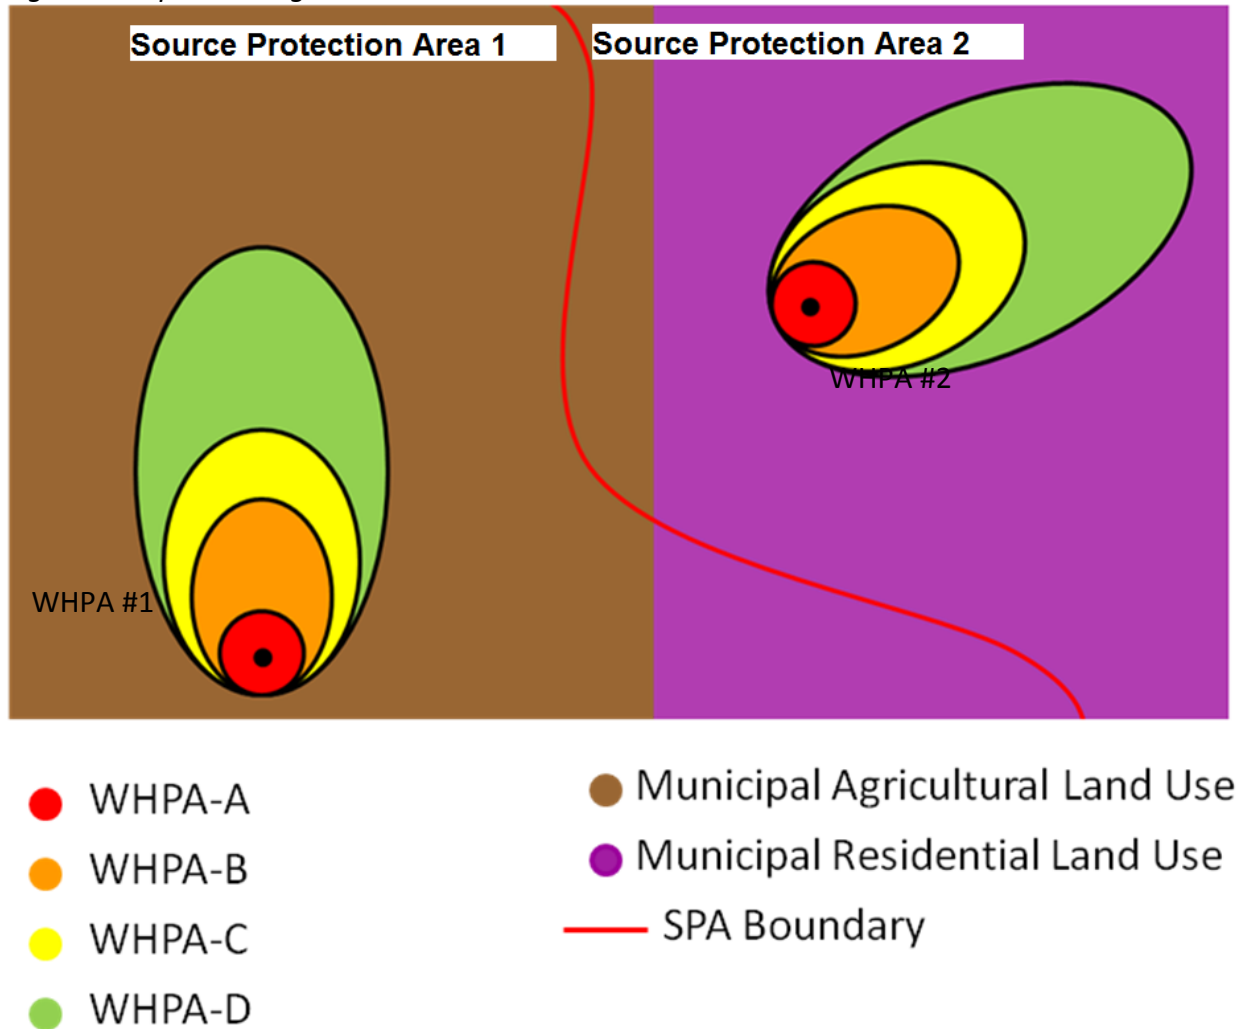 Source Protection Area 1
Source Protection Area 2
WHPA #2
WHPA #1
WHPA-A
WHPA-B
WHPA-C
WHPA-D
Municipal Agricultural Land Use
Municipal Residential Land Use
SPA Boundary